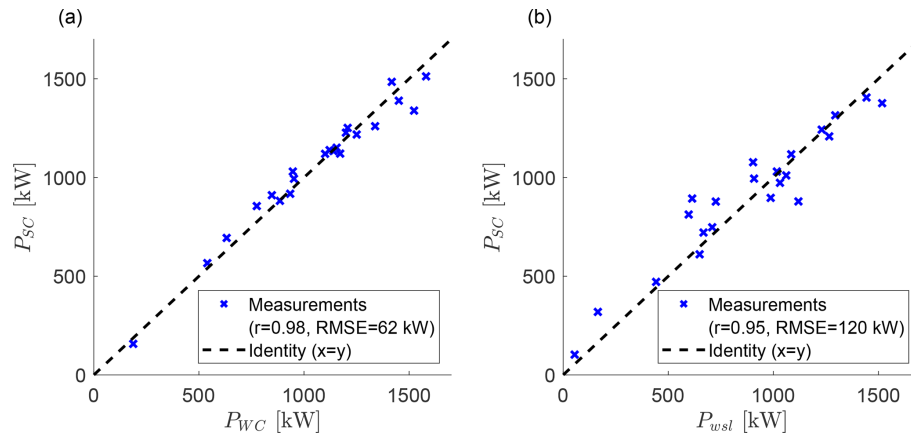 (a)
1500
1000
500
0
P_SC [kW]
0 500 1000 1500
P_WC [kW]
Measurements
(r=0.98, RMSE=62 kW)
Identity (x=y)
(b)
1500
1000
500
0
P_SC [kW]
0 500 1000 1500
P_wsl [kW]
Measurements
(r=0.95, RMSE=120 kW)
Identity (x=y)